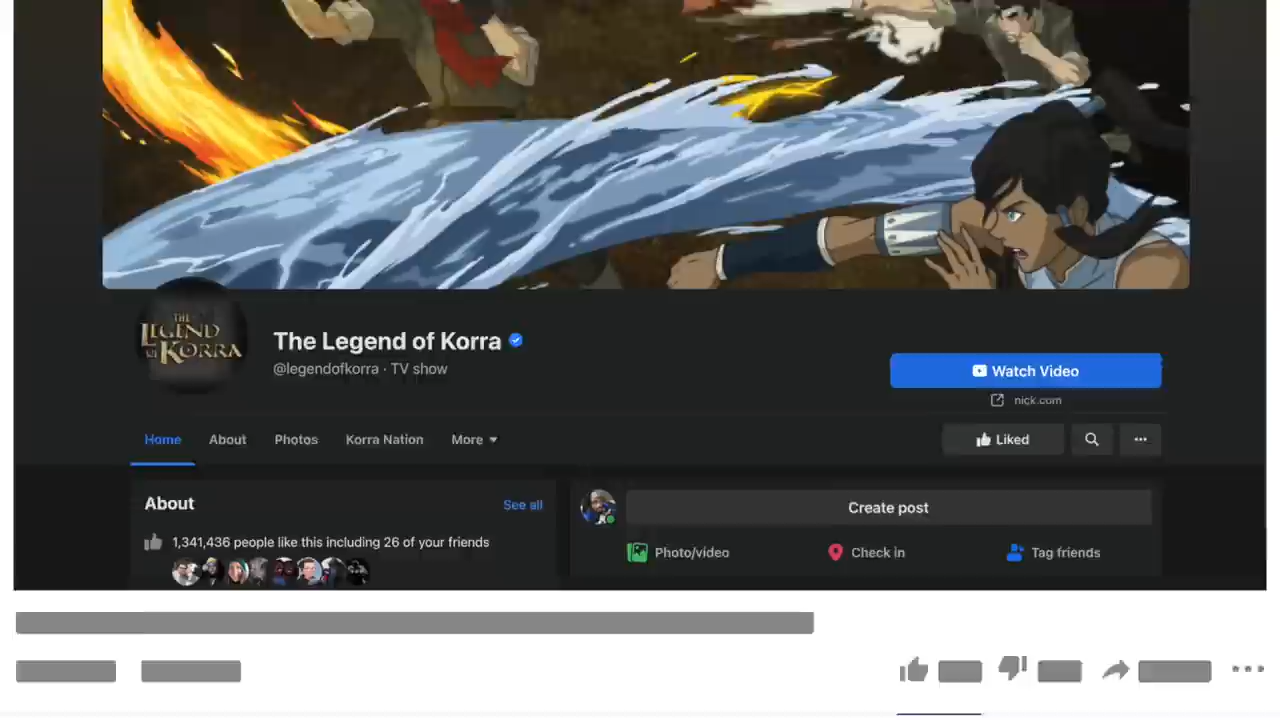 THE
LEGEND
OF KORRA
The Legend of Korra
@legendofkorra · TV show
Watch Video
nick.com
Home About Photos Korra Nation More
Liked
About
See all
1,341,436 people like this including 26 of your friends
Create post
Photo/video Check in Tag friends